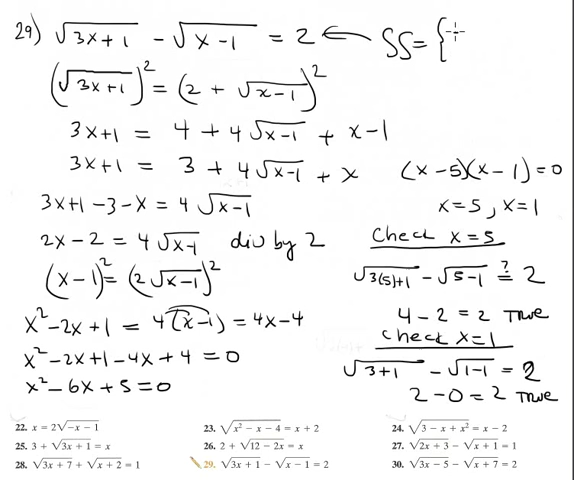 29) √(3x+1) - √(x-1) = 2 ← SS = {
(√(3x+1))² = (2 + √(x-1))²
3x+1 = 4 + 4√(x-1) + x-1
3x+1 = 3 + 4√(x-1) + x
3x+1-3-x = 4√(x-1)
2x-2 = 4√(x-1) div by 2
(x-1)² = (2√(x-1))²
x²-2x+1 = 4(x-1) = 4x-4
x²-2x+1-4x+4 = 0
x²-6x+5=0
(x-5)(x-1)=0
x=5, x=1
Check x=5
√(3(5)+1) - √(5-1) ≟ 2
4-2=2 True
Check x=1
√(3+1) - √(1-1) = 2
2-0=2 True
22. x = 2√(-x - 1)
23. √(x² - x - 4) = x + 2
24. √(3 - x + x²) = x - 2
25. 3 + √(3x + 1) = x
26. 2 + √(12 - 2x) = x
27. √(2x + 3) - √(x + 1) = 1
28. √(3x + 7) + √(x + 2) = 1
29. √(3x + 1) - √(x - 1) = 2
30. √(3x - 5) - √(x + 7) = 2